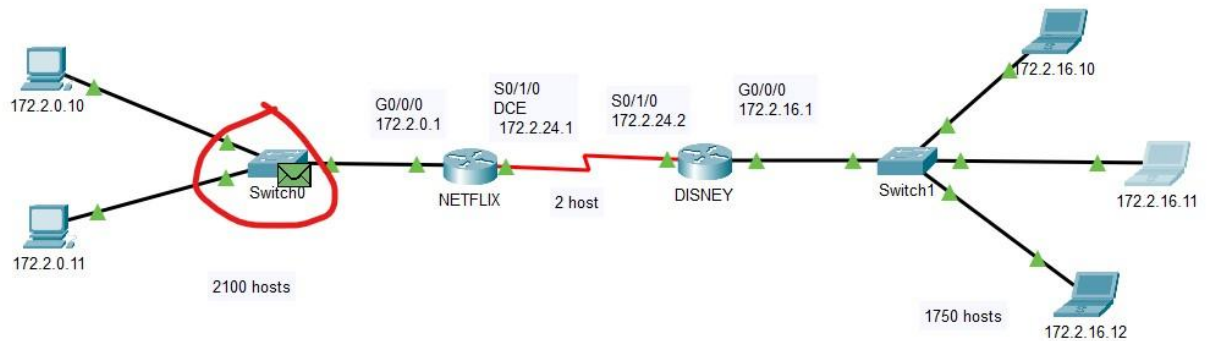 172.2.0.10
172.2.0.11
Switch0
2100 hosts
G0/0/0
172.2.0.1
NETFLIX
S0/1/0
DCE
172.2.24.1
2 host
S0/1/0
172.2.24.2
DISNEY
G0/0/0
172.2.16.1
Switch1
172.2.16.10
172.2.16.11
172.2.16.12
1750 hosts